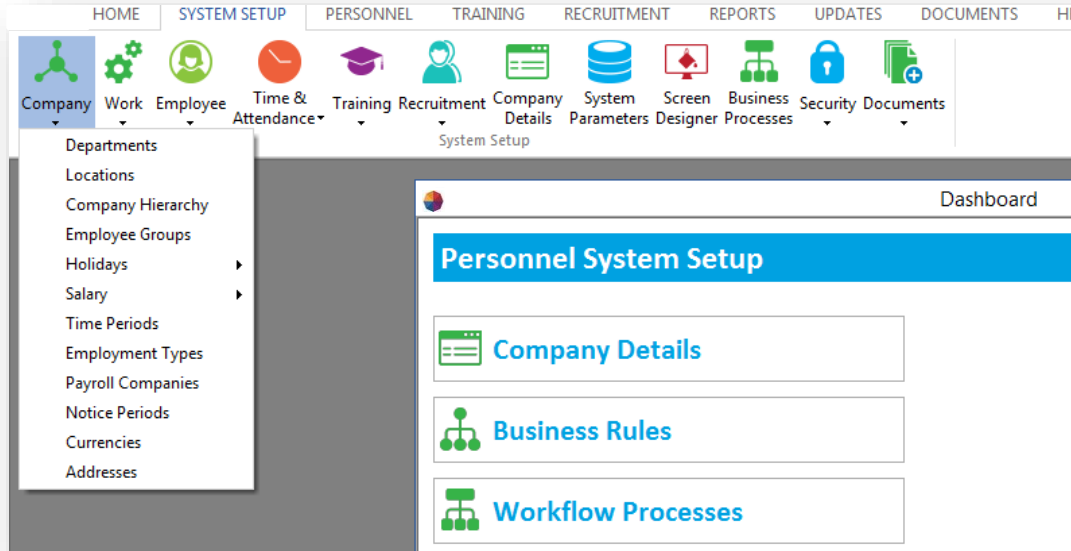 HOME SYSTEM SETUP PERSONNEL TRAINING RECRUITMENT REPORTS UPDATES DOCUMENTS
Company Work Employee Time & Attendance Training Recruitment Company Details System Parameters Screen Designer Business Processes Security Documents
System Setup
Departments
Locations
Company Hierarchy
Employee Groups
Holidays
Salary
Time Periods
Employment Types
Payroll Companies
Notice Periods
Currencies
Addresses
Dashboard
Personnel System Setup
Company Details
Business Rules
Workflow Processes